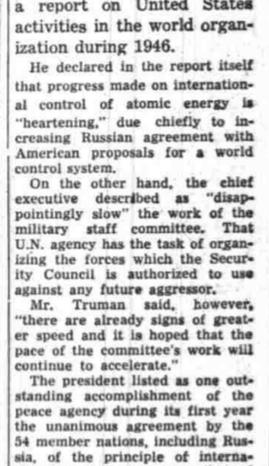 a report on United States
activities in the world organ-
ization during 1946.
He declared in the report itself
that progress made on internation-
al control of atomic energy is
"heartening," due chiefly to in-
creasing Russian agreement with
American proposals for a world
control system.
On the other hand, the chief
executive described as "disap-
pointingly slow" the work of the
military staff committee. That
U.N. agency has the task of organ-
izing the forces which the Secur-
ity Council is authorized to use
against any future aggressor.
Mr. Truman said, however,
"there are already signs of great-
er speed and it is hoped that the
pace of the committee's work will
continue to accelerate."
The president listed as one out-
standing accomplishment of the
peace agency during its first year
the unanimous agreement by the
54 member nations, including Rus-
sia, of the principle of interna-